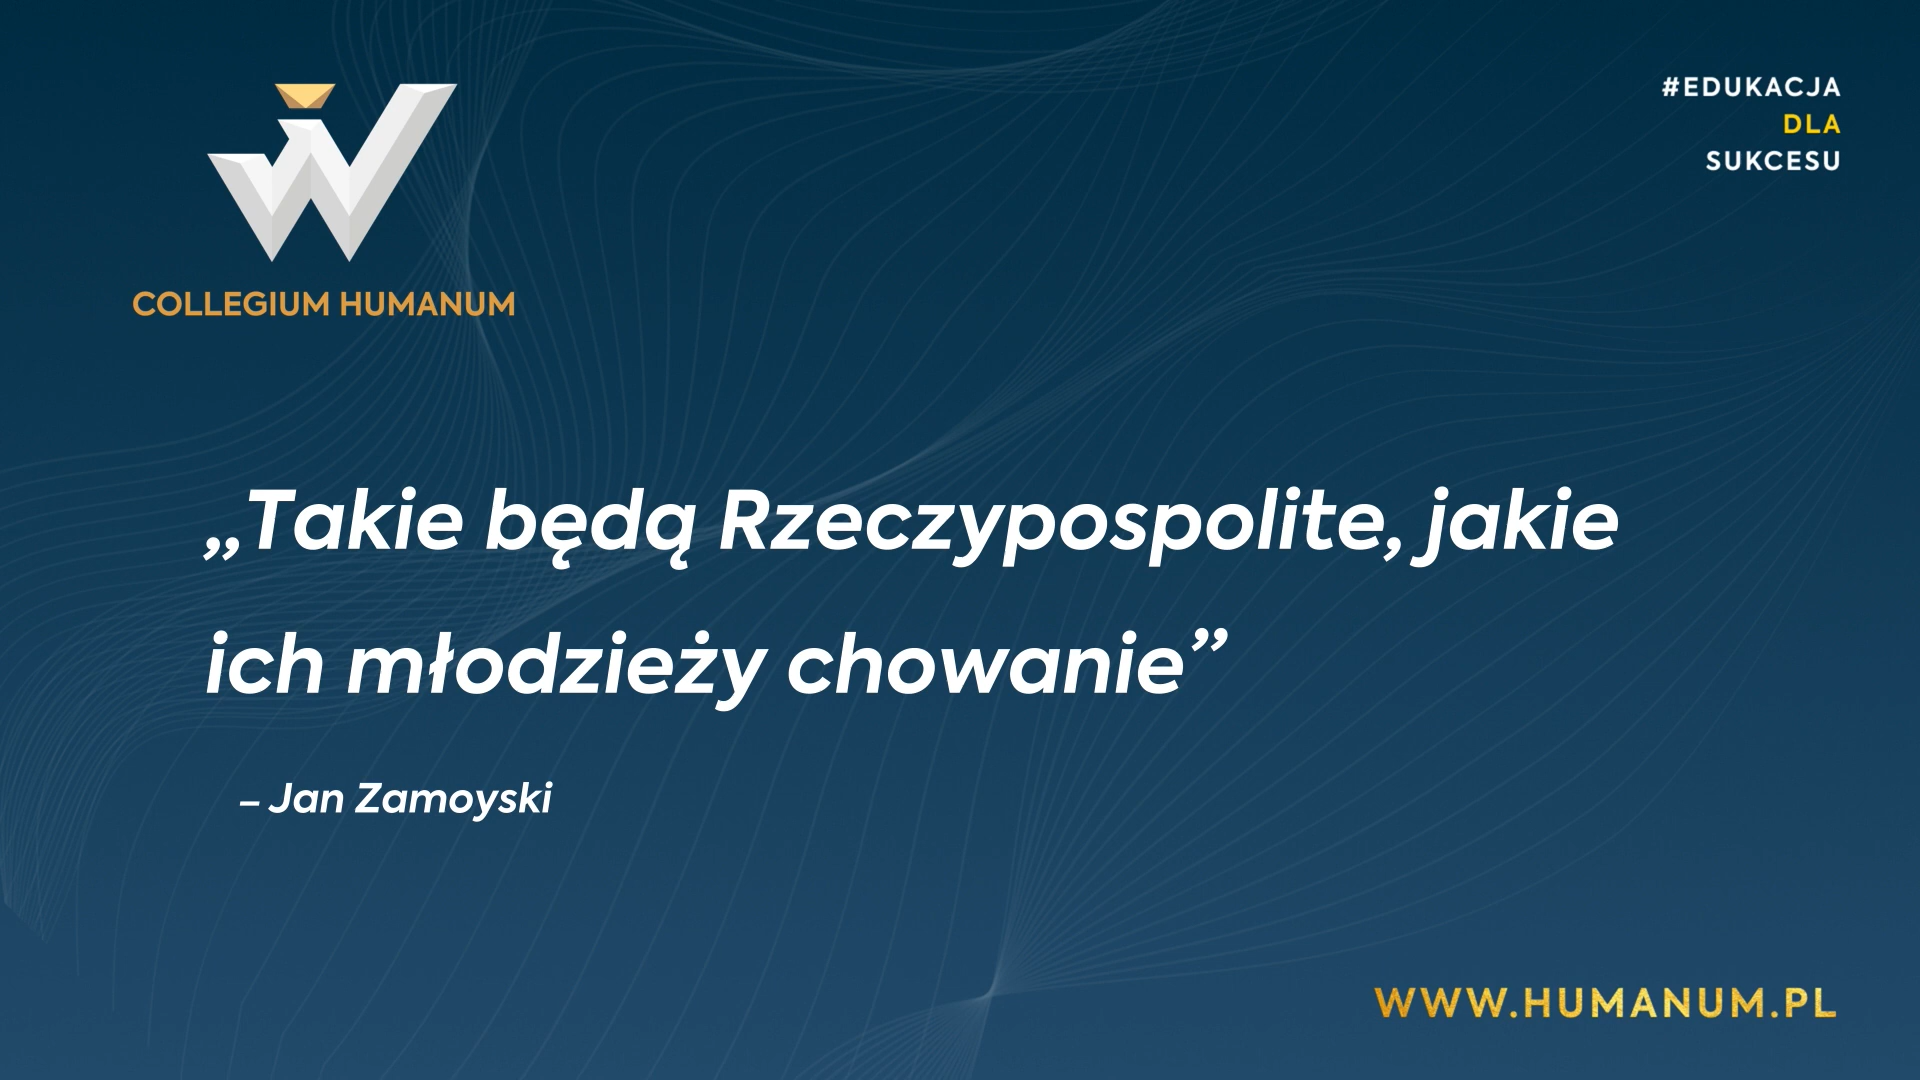 COLLEGIUM HUMANUM
#EDUKACJA
DLA
SUKCESU
„Takie będą Rzeczypospolite, jakie
ich młodzieży chowanie”
– Jan Zamoyski
WWW.HUMANUM.PL